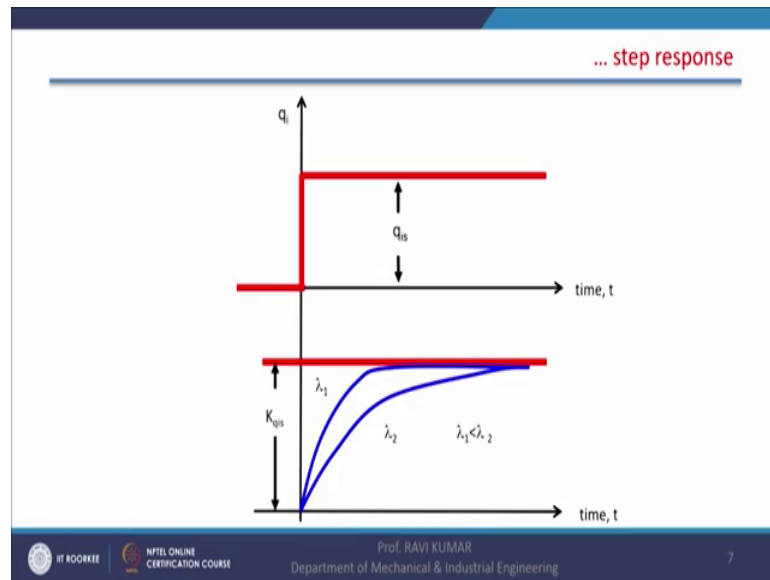 ... step response
qi
qis
time, t
λ1
Kqis
λ2
λ1<λ2
time, t
IIT ROORKEE
NPTEL ONLINE
CERTIFICATION COURSE
Prof. RAVI KUMAR
Department of Mechanical & Industrial Engineering
7